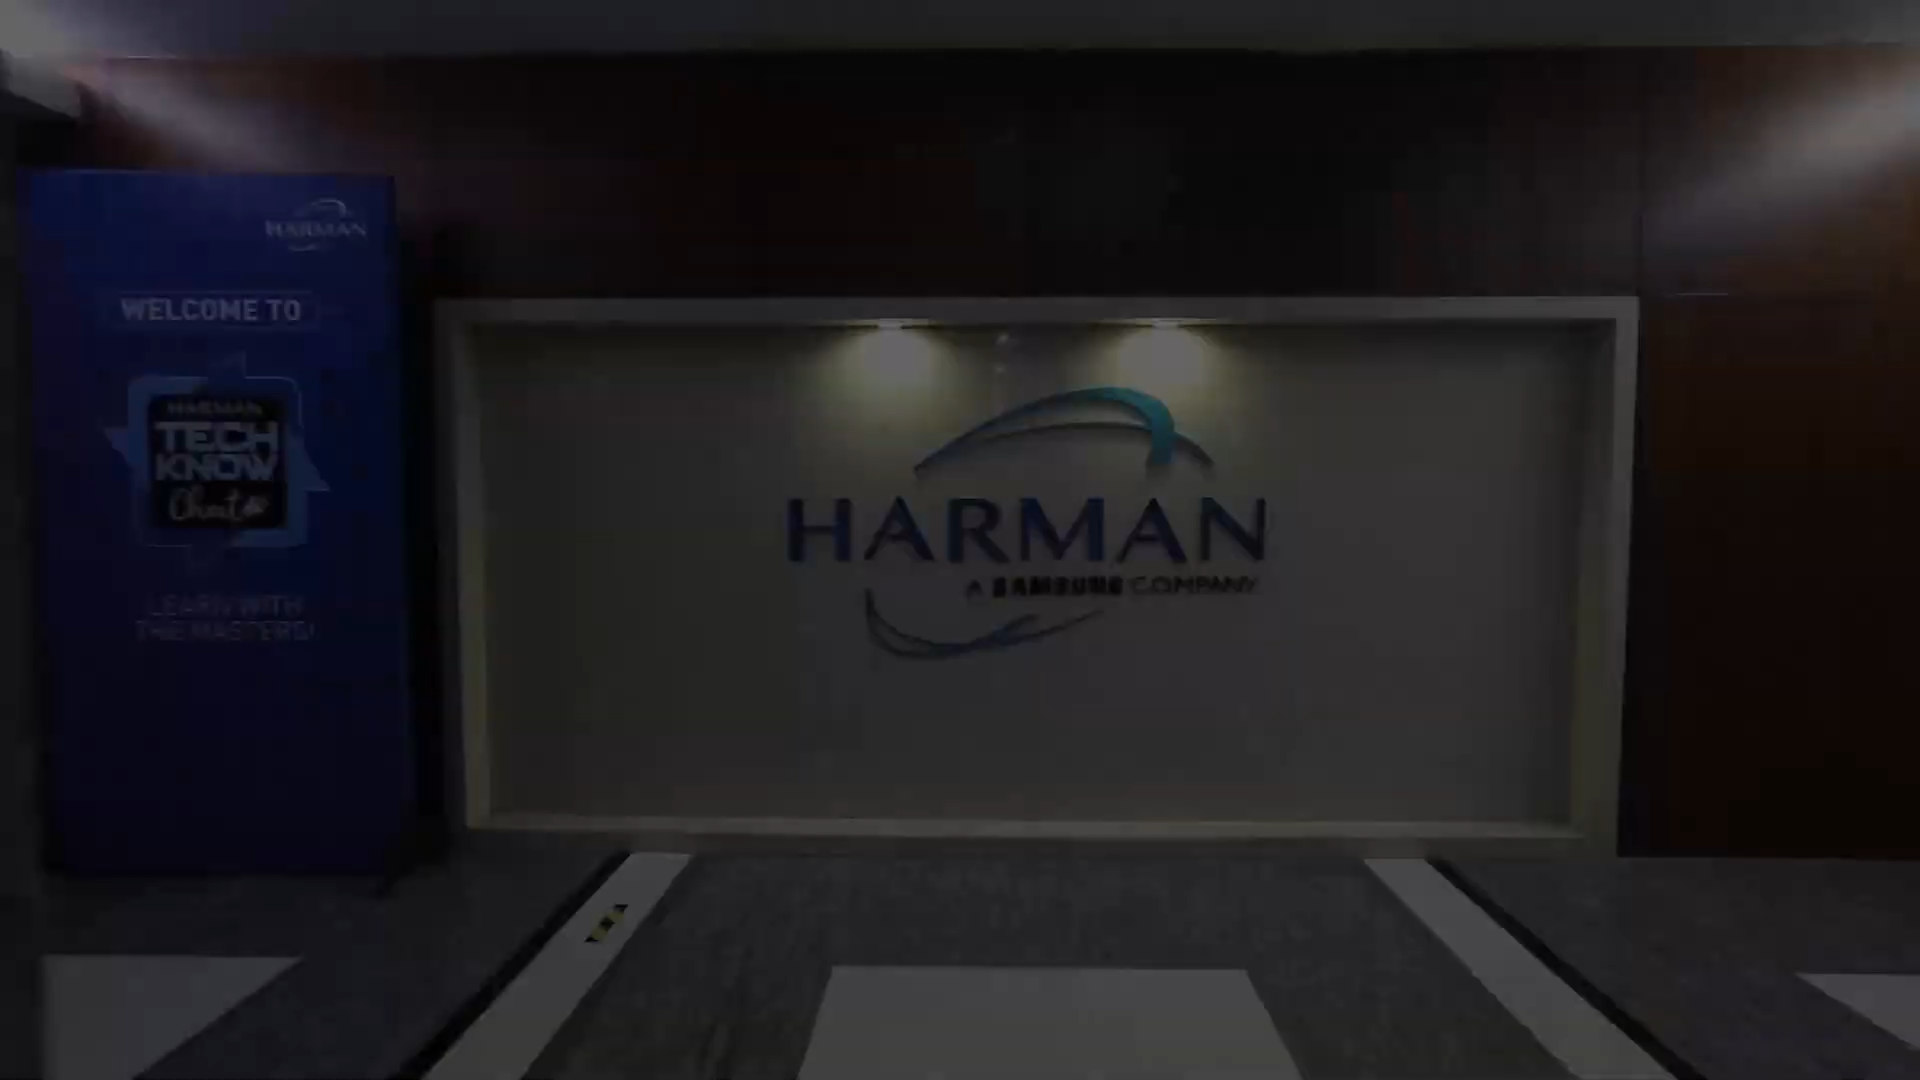 HARMAN
WELCOME TO
HARMAN
TECH
KNOW
Chat
LEARN WITH
THE MASTERS!
HARMAN
A SAMSUNG COMPANY